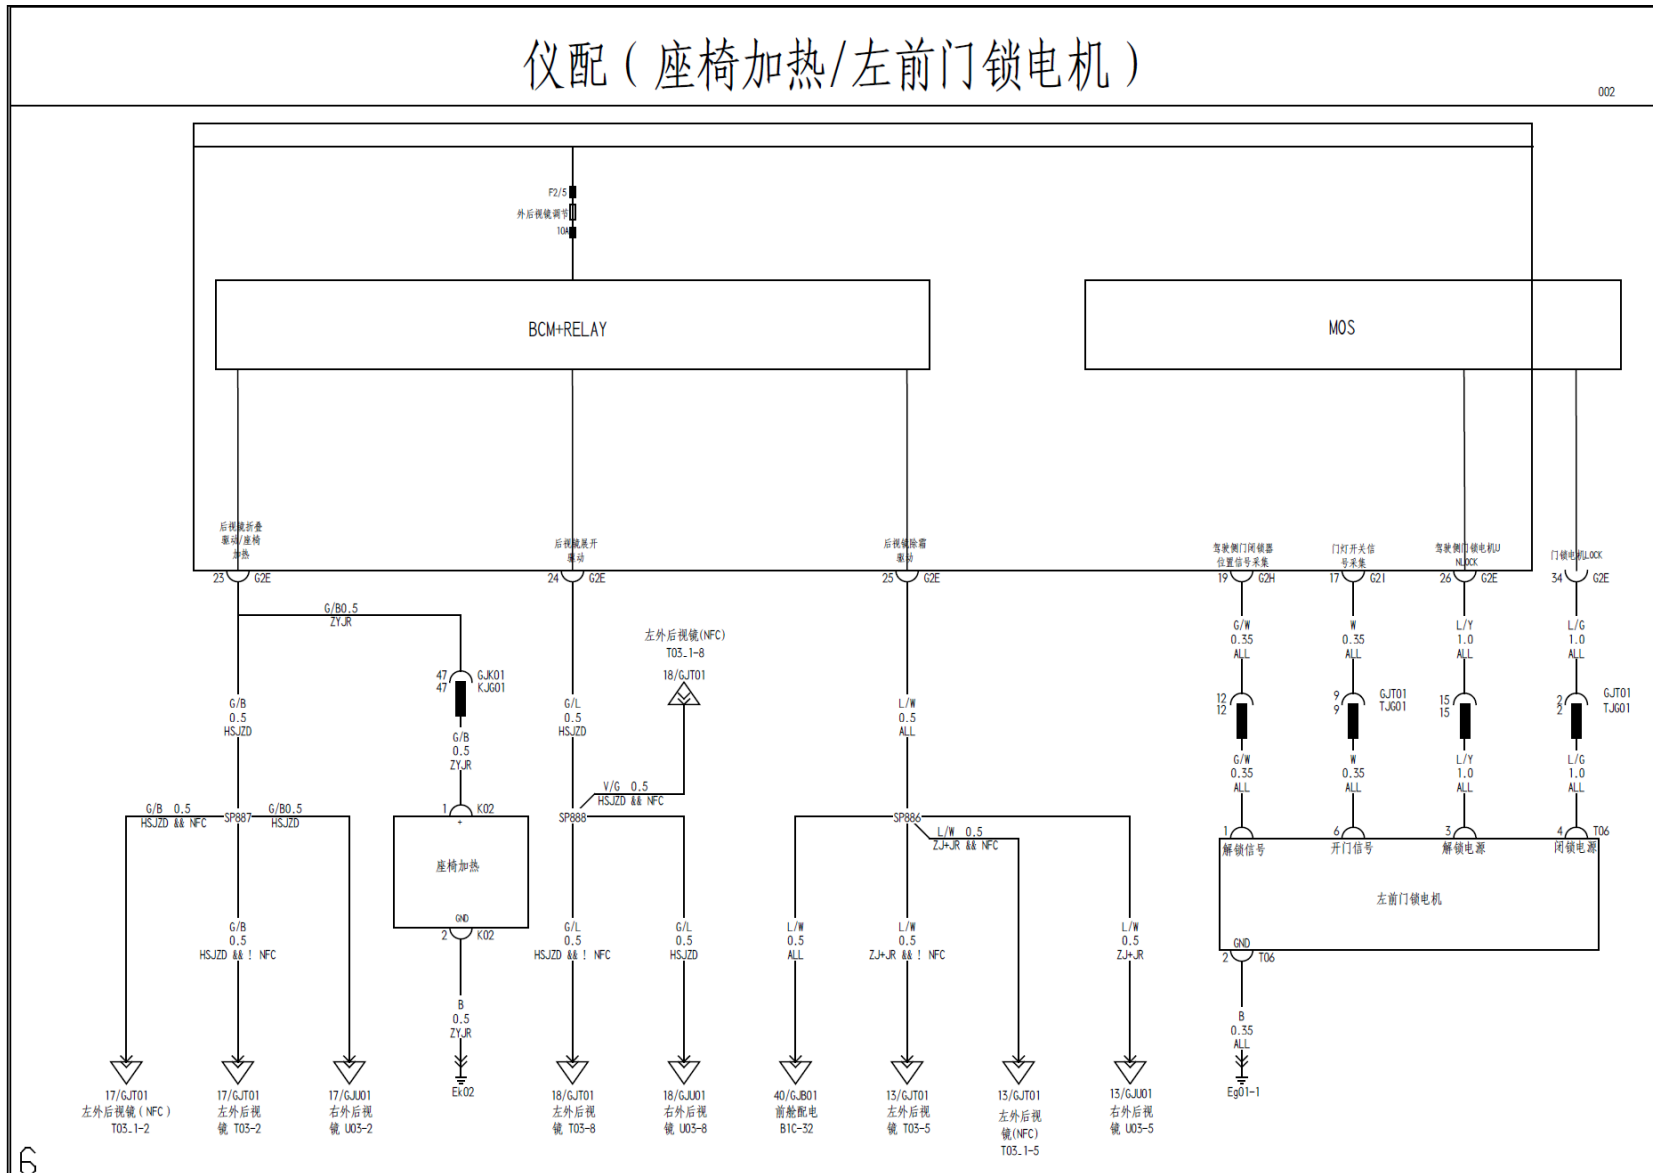 仪配（座椅加热/左前门锁电机）
002
F2/5
外后视镜调节
10A
BCM+RELAY
MOS
后视镜折叠
驱动/座椅
加热
后视镜展开
驱动
后视镜除霜
驱动
驾驶侧门闭锁器
位置信号采集
门灯开关信
号采集
驾驶侧门锁电机U
NLOCK
门锁电机LOCK
23 G2E
24 G2E
25 G2E
19 G2H
17 G2I
26 G2E
34 G2E
G/B0.5
ZYJR
左外后视镜(NFC)
T03_1-8
18/GJT01
G/W
0.35
ALL
W
0.35
ALL
L/Y
1.0
ALL
L/G
1.0
ALL
47 GJK01
47 KJG01
G/B
0.5
HSJZD
G/B
0.5
ZYJR
G/L
0.5
HSJZD
L/W
0.5
ALL
12
12
9 GJT01
9 TJG01
15
15
2 GJT01
2 TJG01
G/W
0.35
ALL
W
0.35
ALL
L/Y
1.0
ALL
L/G
1.0
ALL
V/G 0.5
HSJZD && NFC
G/B 0.5
HSJZD && NFC
SP887
G/B0.5
HSJZD
1 K02
+
座椅加热
GND
2 K02
SP888
SP886
L/W 0.5
ZJ+JR && NFC
1
6
3
4 T06
解锁信号
开门信号
解锁电源
闭锁电源
左前门锁电机
GND
2 T06
G/B
0.5
HSJZD && ! NFC
G/L
0.5
HSJZD && ! NFC
G/L
0.5
HSJZD
L/W
0.5
ALL
L/W
0.5
ZJ+JR && ! NFC
L/W
0.5
ZJ+JR
B
0.5
ZYJR
B
0.35
ALL
17/GJT01
左外后视镜(NFC)
T03_1-2
17/GJT01
左外后视
镜 T03-2
17/GJU01
右外后视
镜 U03-2
Ek02
18/GJT01
左外后视
镜 T03-8
18/GJU01
右外后视
镜 U03-8
40/GJB01
前舱配电
B1C-32
13/GJT01
左外后视
镜 T03-5
13/GJT01
左外后视
镜(NFC)
T03_1-5
13/GJU01
右外后视
镜 U03-5
Eg01-1
6